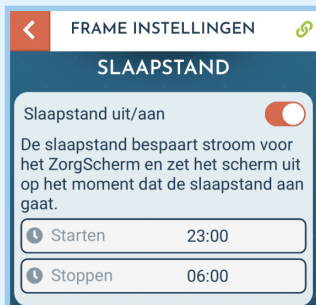 FRAME INSTELLINGEN
SLAAPSTAND
Slaapstand uit/aan
De slaapstand bespaart stroom voor
het ZorgScherm en zet het scherm uit
op het moment dat de slaapstand aan
gaat.
Starten 23:00
Stoppen 06:00